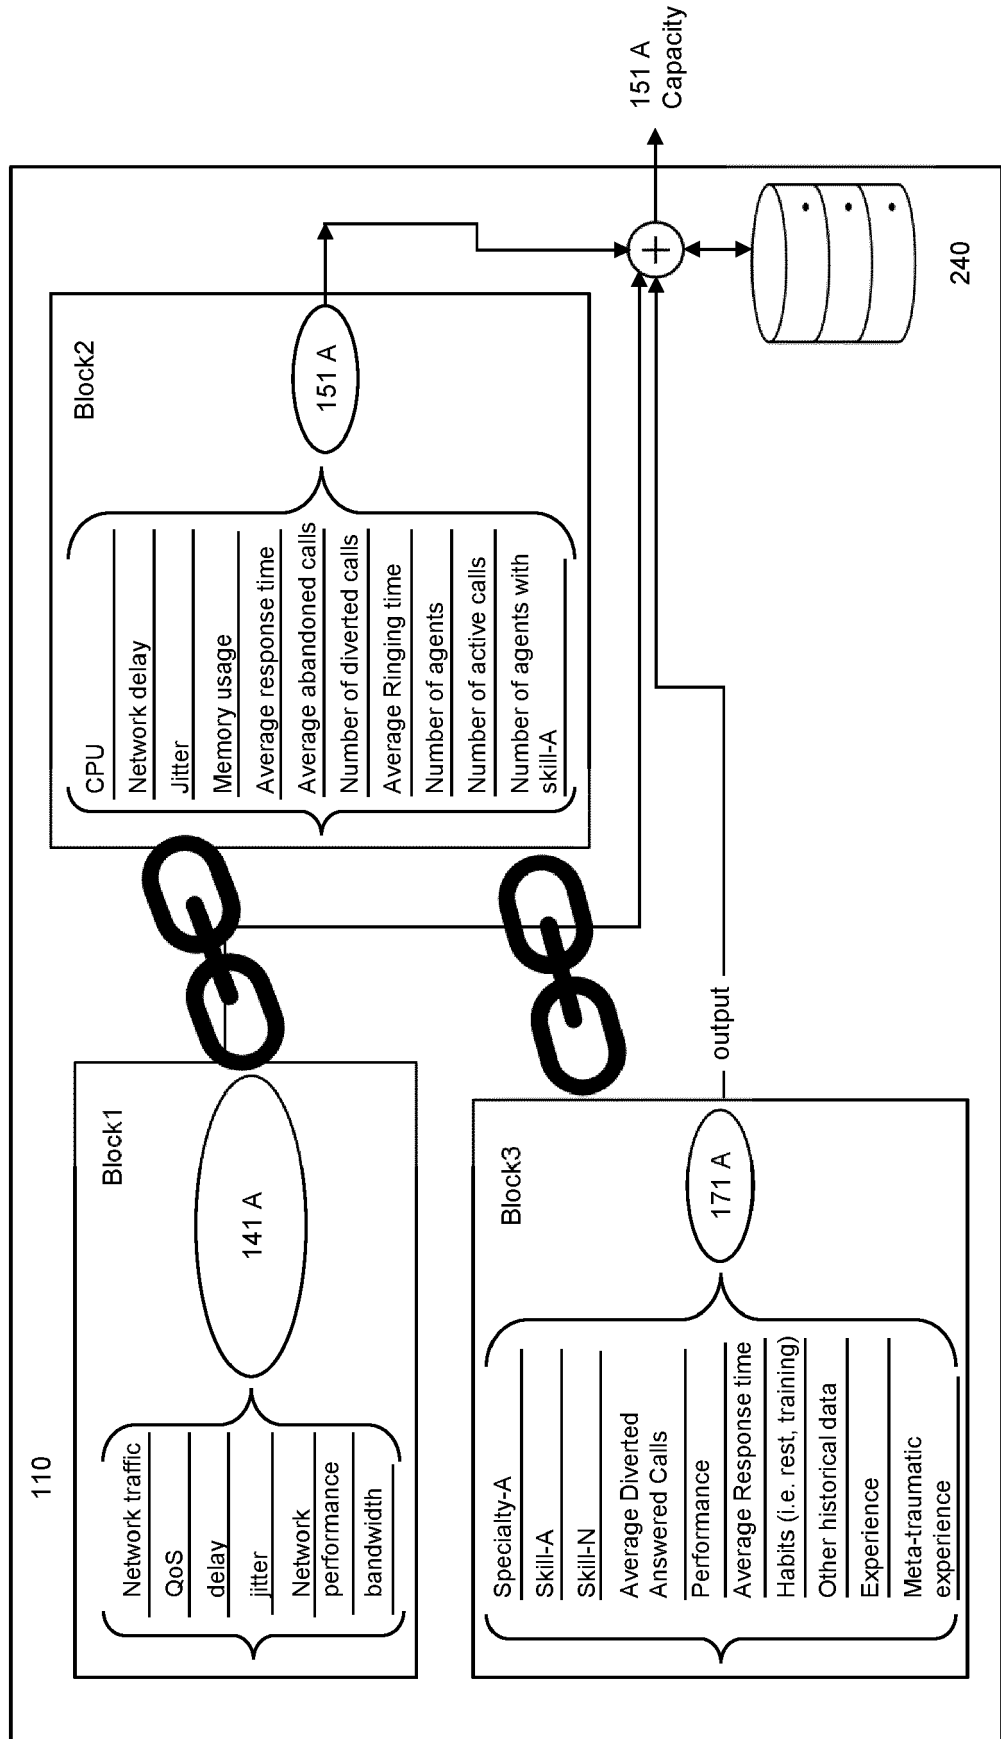 110
Block1
Network traffic
QoS
delay
jitter
Network
performance
bandwidth
141 A
Block2
CPU
Network delay
Jitter
Memory usage
Average response time
Average abandoned calls
Number of diverted calls
Average Ringing time
Number of agents
Number of active calls
Number of agents with
skill-A
151 A
Block3
Specialty-A
Skill-A
Skill-N
Average Diverted
Answered Calls
Performance
Average Response time
Habits (i.e. rest, training)
Other historical data
Experience
Meta-traumatic
experience
171 A
output
151 A
Capacity
240